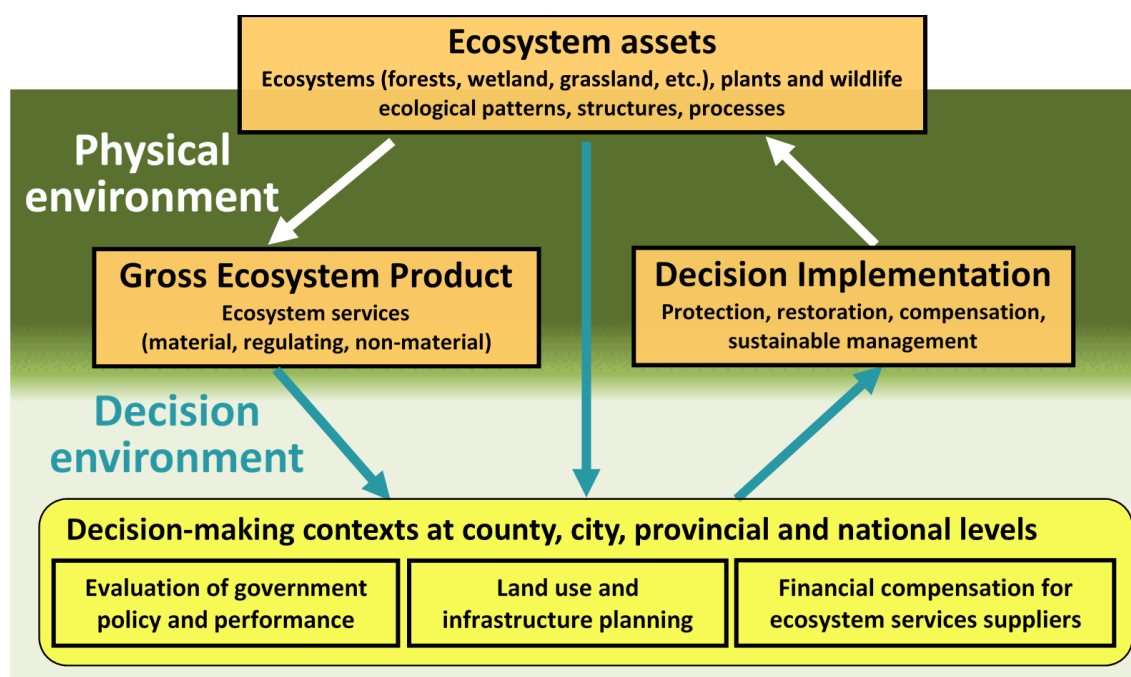 Ecosystem assets
Ecosystems (forests, wetland, grassland, etc.), plants and wildlife
ecological patterns, structures, processes
Physical
environment
Gross Ecosystem Product
Ecosystem services
(material, regulating, non-material)
Decision Implementation
Protection, restoration, compensation,
sustainable management
Decision
environment
Decision-making contexts at county, city, provincial and national levels
Evaluation of government
policy and performance
Land use and
infrastructure planning
Financial compensation for
ecosystem services suppliers